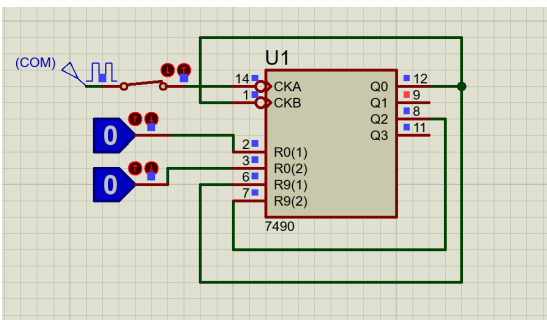 (COM)
U1
14 CKA
1 CKB
Q0 12
Q1 9
Q2 8
Q3 11
0
2 R0(1)
3 R0(2)
0
6 R9(1)
7 R9(2)
7490